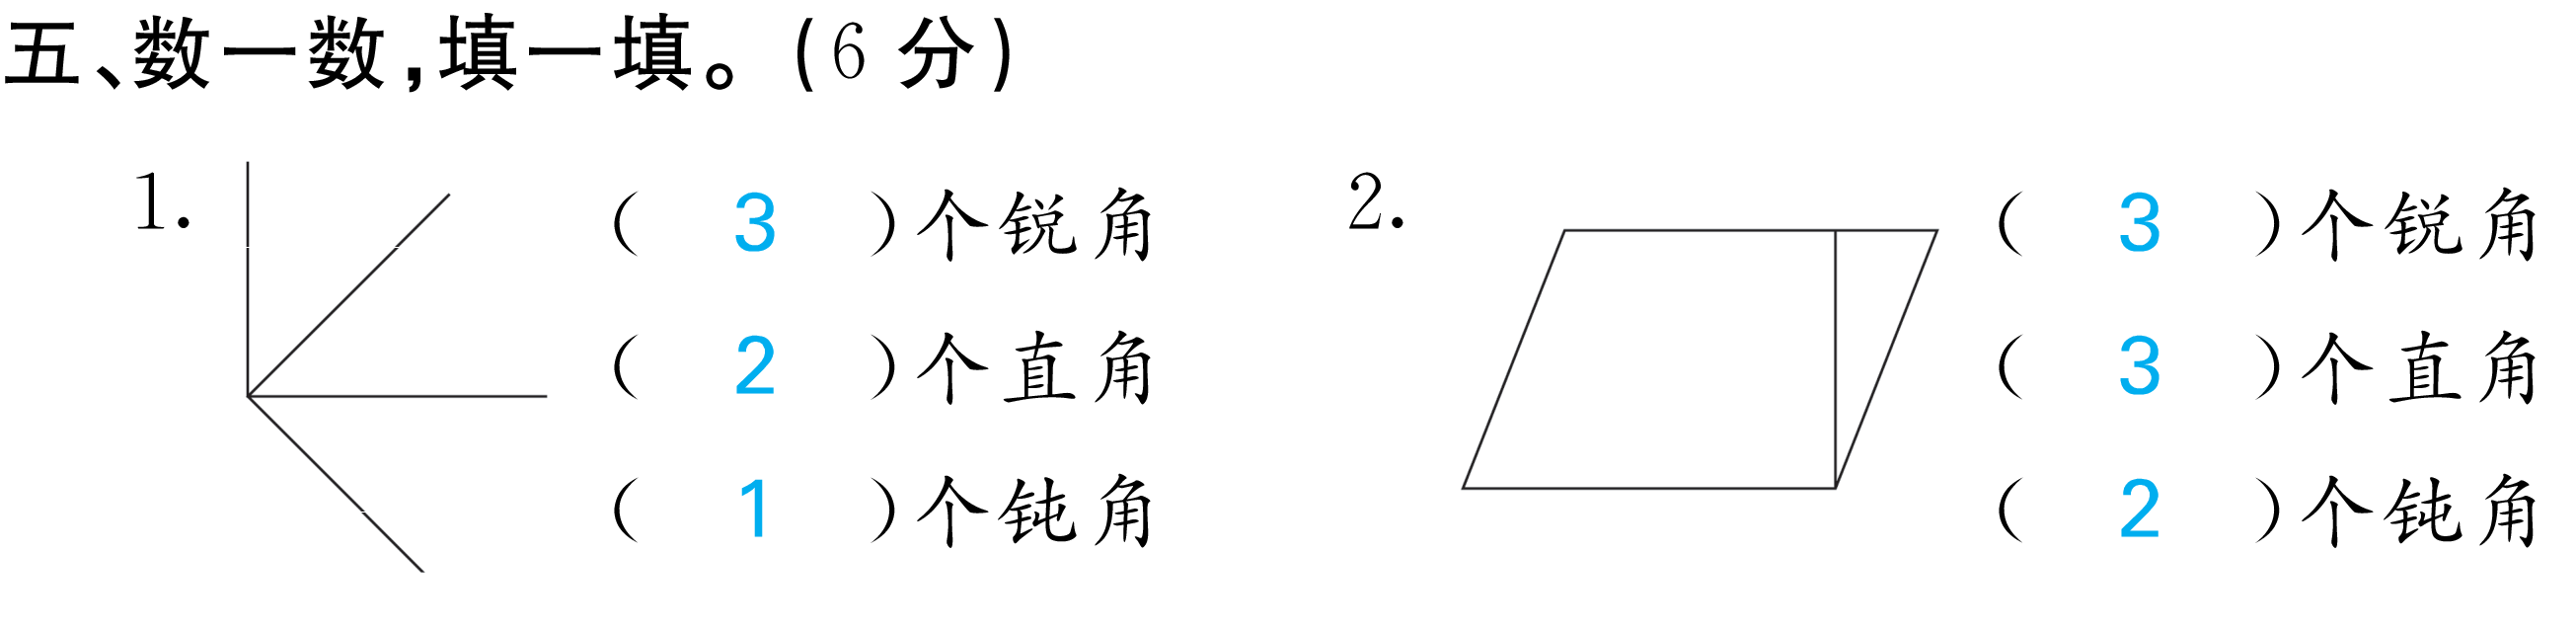 五、数一数,填一填。(6 分)
1. ( 3 )个锐角 2. ( 3 )个锐角
( 2 )个直角 ( 3 )个直角
( 1 )个钝角 ( 2 )个钝角